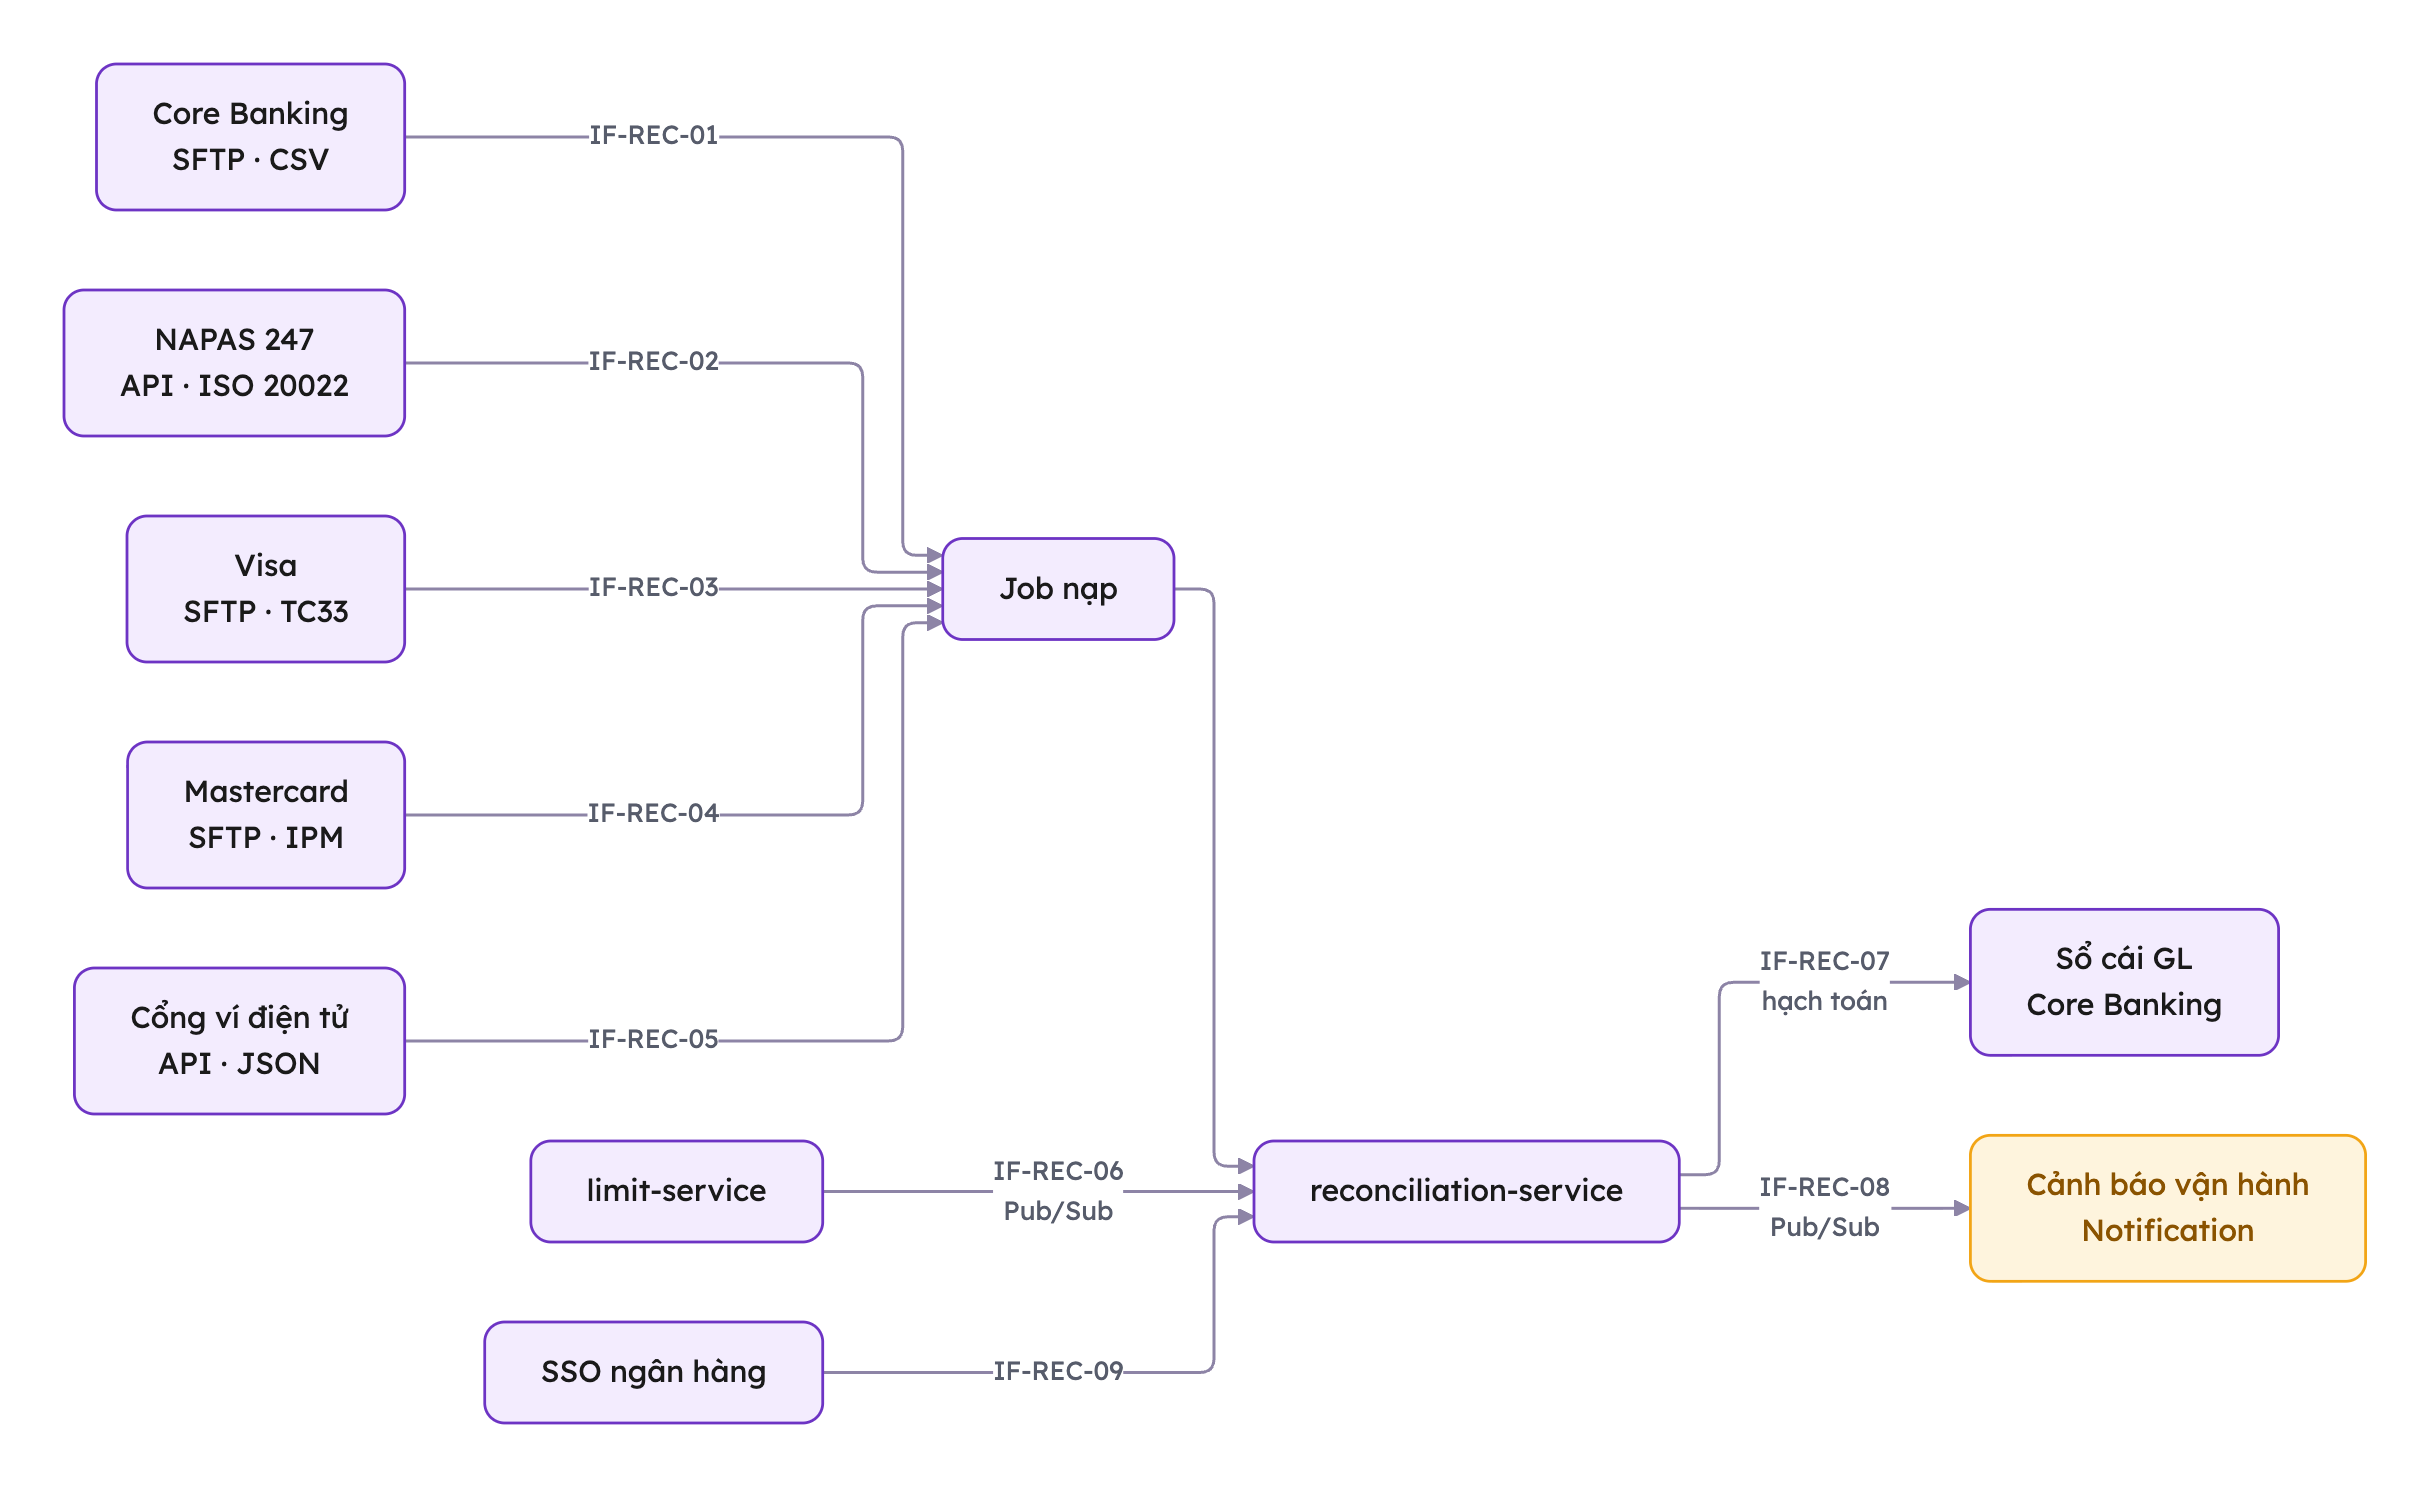 Core Banking
SFTP · CSV
IF-REC-01
NAPAS 247
API · ISO 20022
IF-REC-02
Visa
SFTP · TC33
IF-REC-03
Job nạp
Mastercard
SFTP · IPM
IF-REC-04
Cổng ví điện tử
API · JSON
IF-REC-05
limit-service
IF-REC-06
Pub/Sub
reconciliation-service
IF-REC-07
hạch toán
Sổ cái GL
Core Banking
IF-REC-08
Pub/Sub
Cảnh báo vận hành
Notification
SSO ngân hàng
IF-REC-09